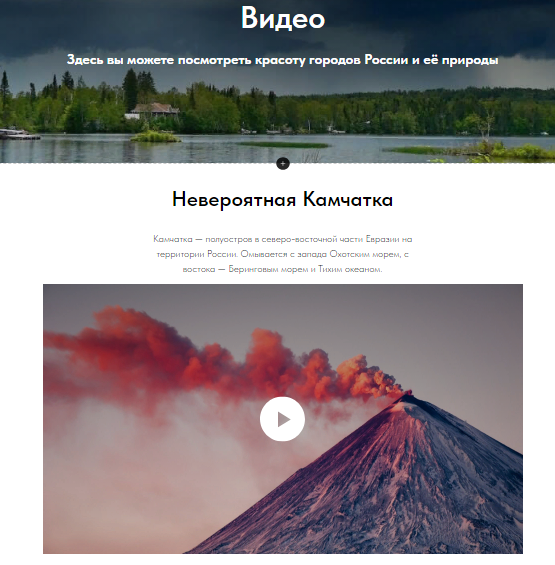 Видео
Здесь вы можете посмотреть красоту городов России и её природы
Невероятная Камчатка
Камчатка — полуостров в северо-восточной части Евразии на
территории России. Омывается с запада Охотским морем, с
востока — Беринговым морем и Тихим океаном.